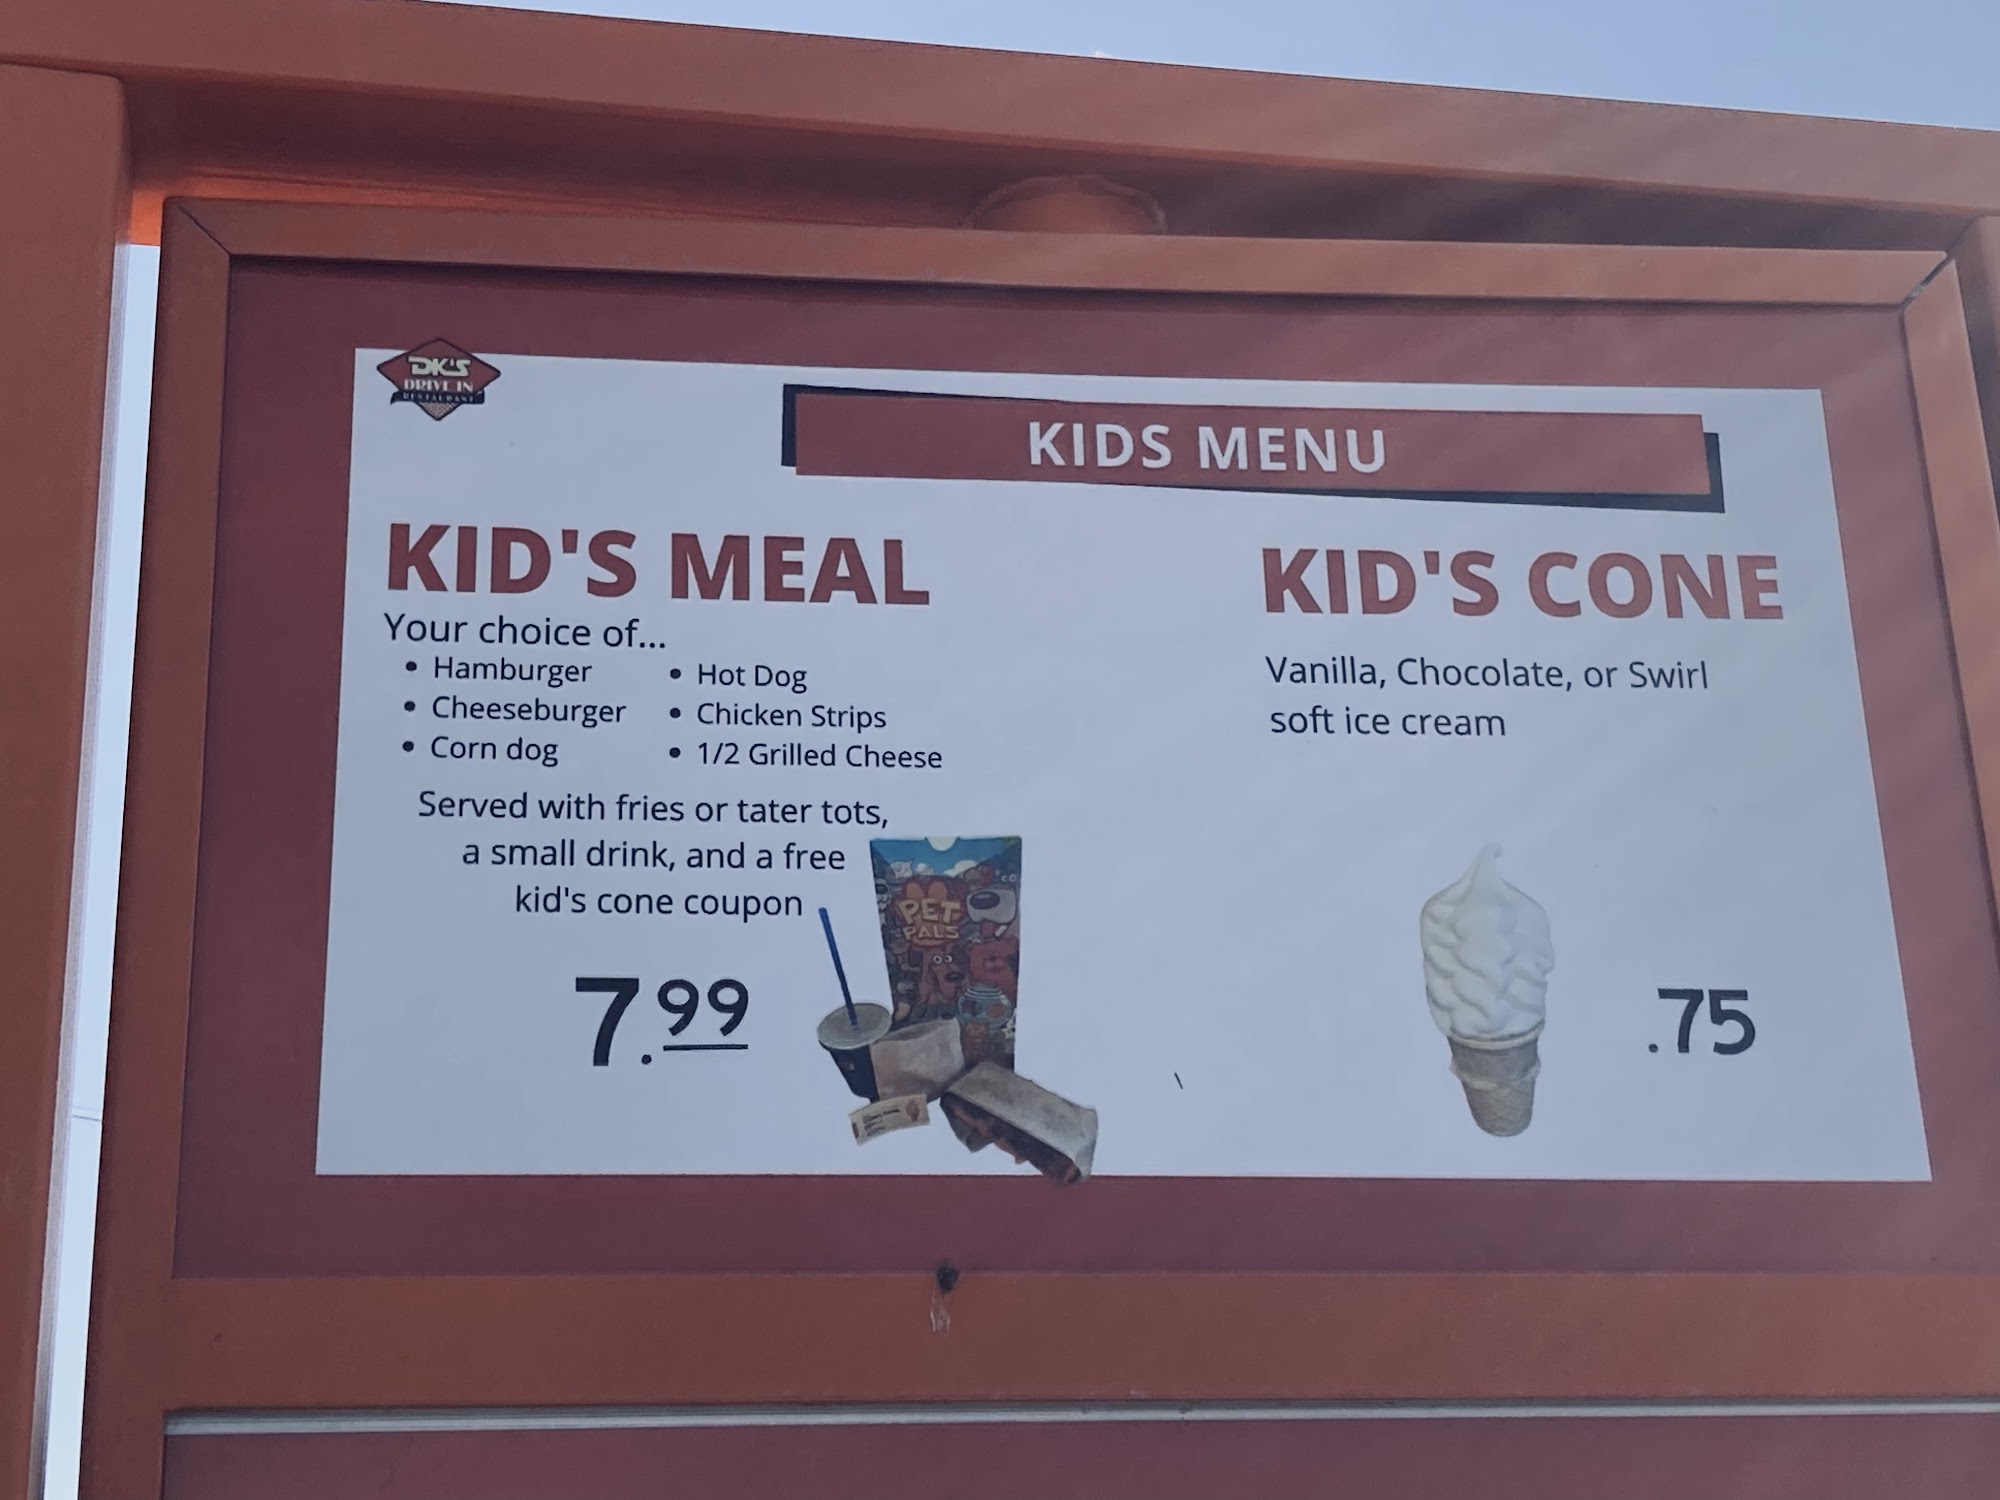 DK'S
DRIVE IN
RESTAURANT
KIDS MENU
KID'S MEAL
Your choice of...
• Hamburger
• Cheeseburger
• Corn dog
• Hot Dog
• Chicken Strips
• 1/2 Grilled Cheese
Served with fries or tater tots,
a small drink, and a free
kid's cone coupon
7.99
PET
PALS
KID'S CONE
Vanilla, Chocolate, or Swirl
soft ice cream
.75